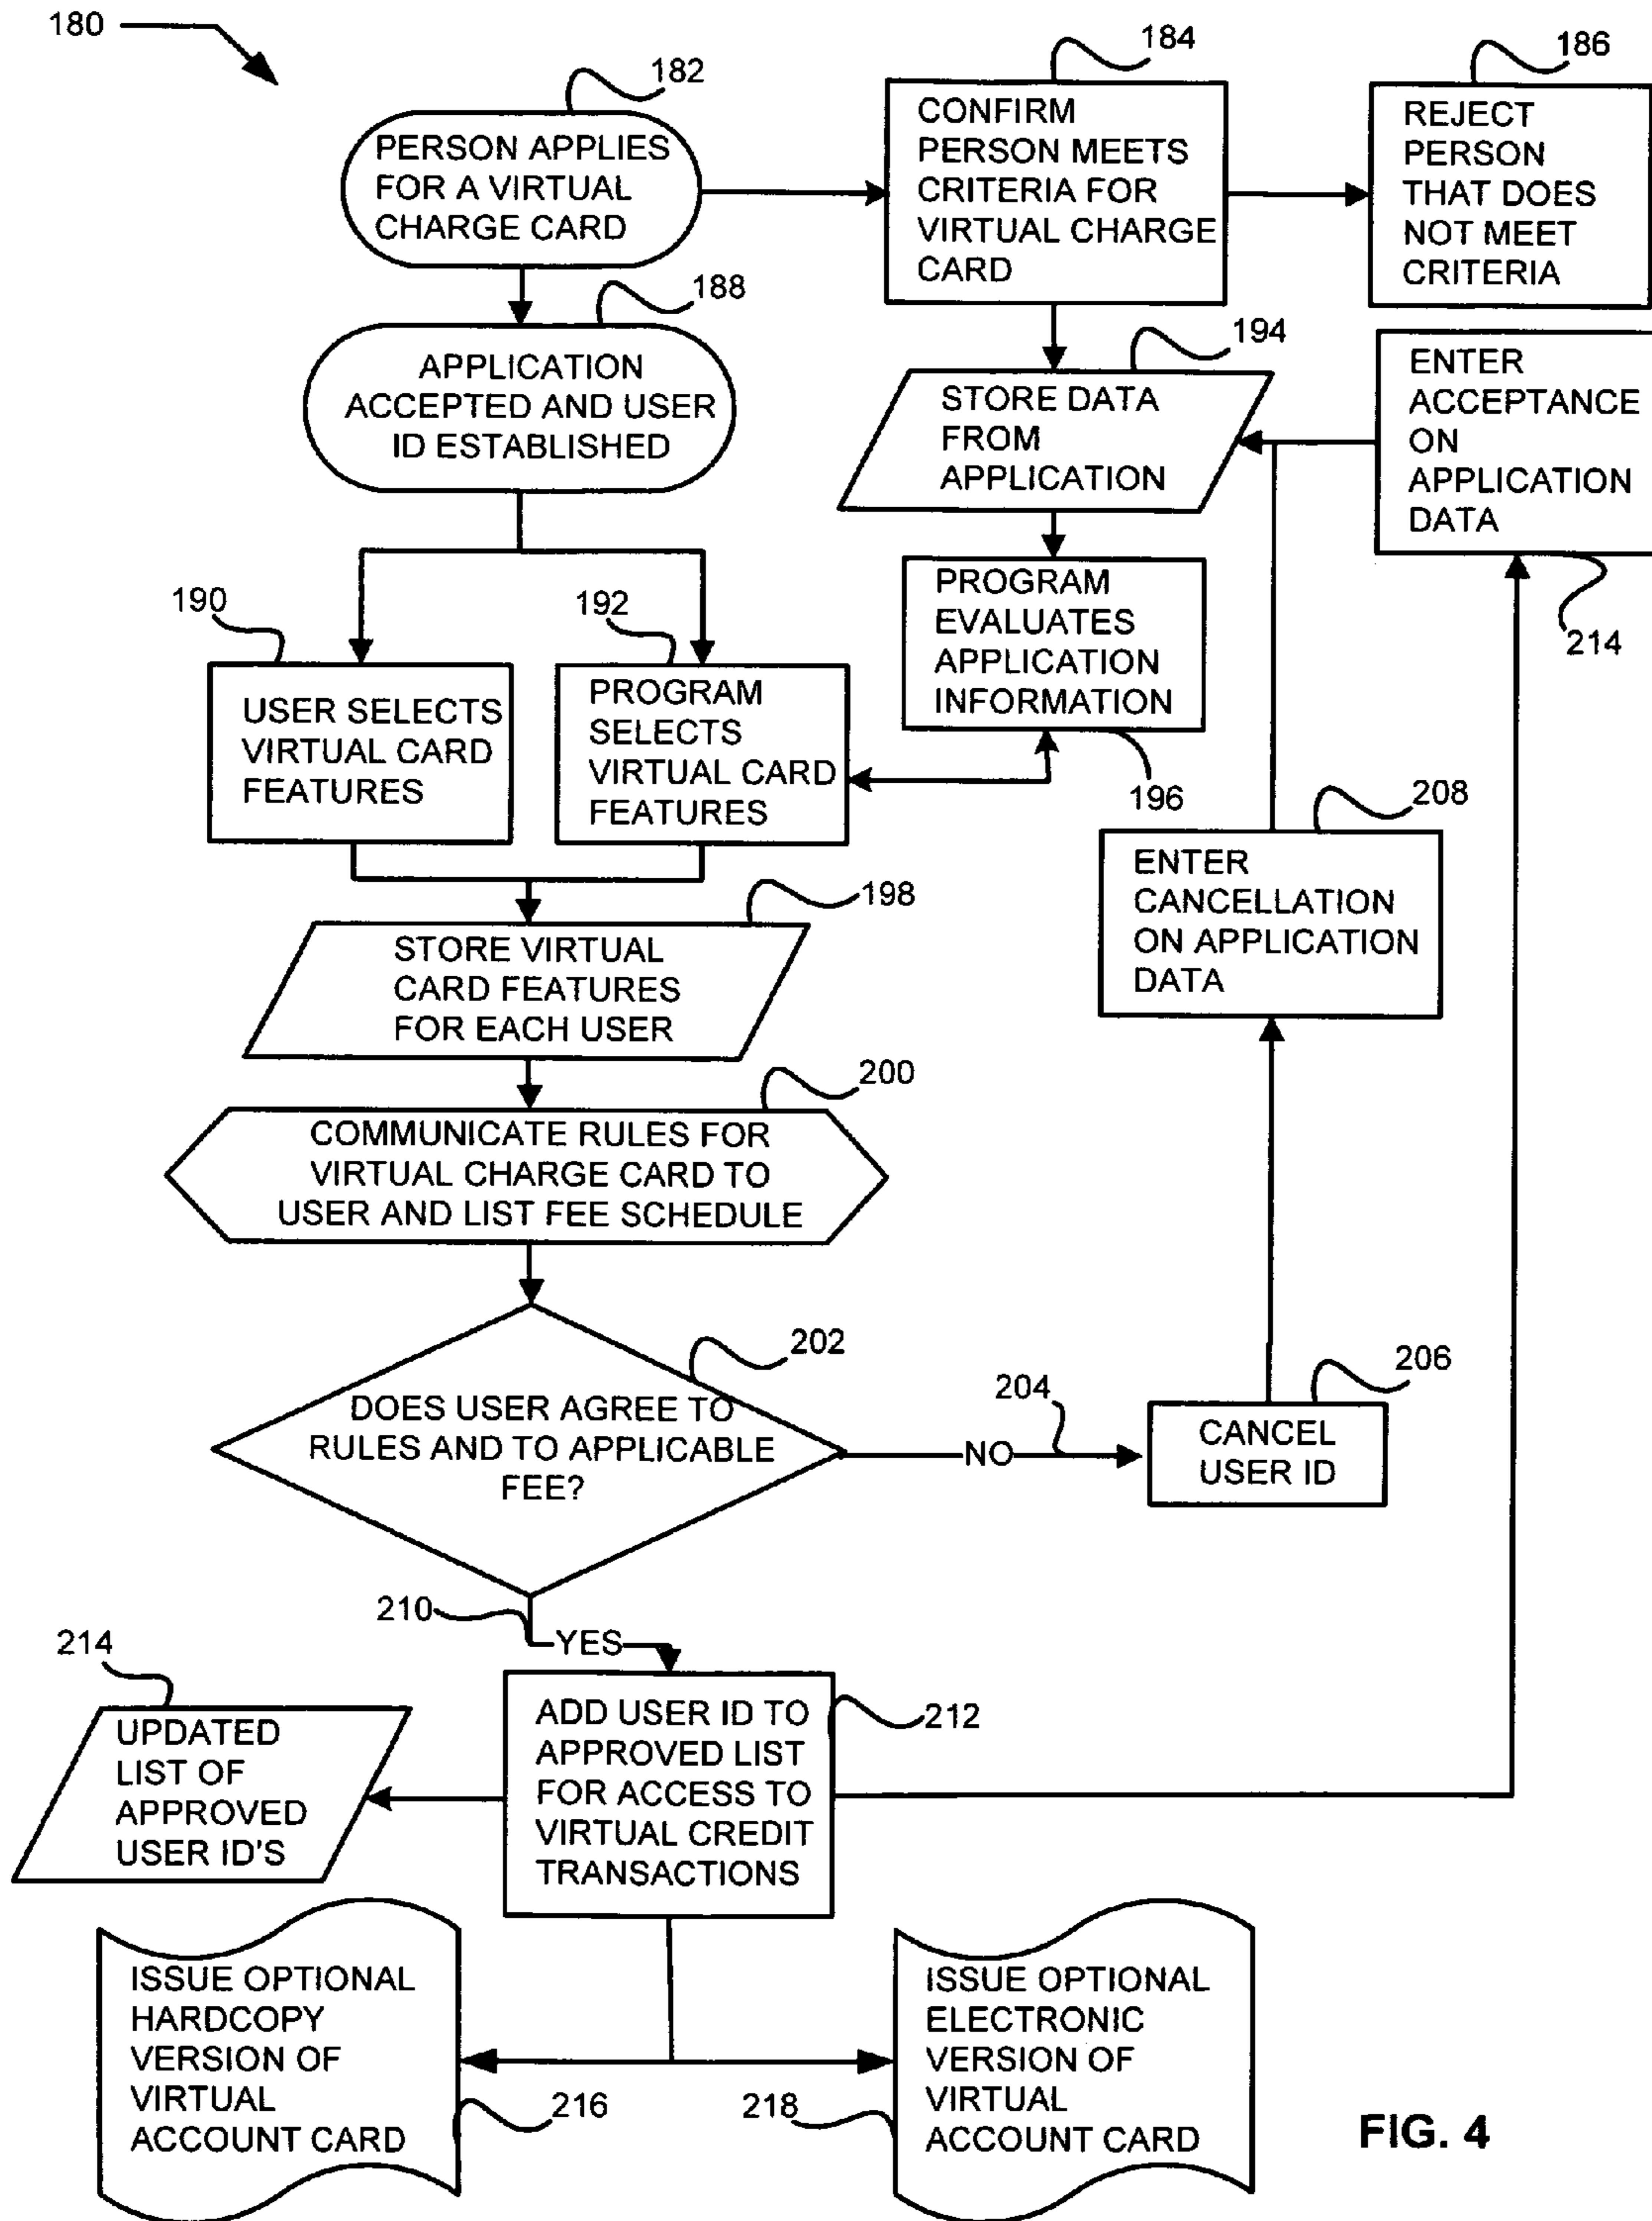 180
182
PERSON APPLIES
FOR A VIRTUAL
CHARGE CARD
184
CONFIRM
PERSON MEETS
CRITERIA FOR
VIRTUAL CHARGE
CARD
186
REJECT
PERSON
THAT DOES
NOT MEET
CRITERIA
188
APPLICATION
ACCEPTED AND USER
ID ESTABLISHED
194
STORE DATA
FROM
APPLICATION
ENTER
ACCEPTANCE
ON
APPLICATION
DATA
214
190
USER SELECTS
VIRTUAL CARD
FEATURES
192
PROGRAM
SELECTS
VIRTUAL CARD
FEATURES
PROGRAM
EVALUATES
APPLICATION
INFORMATION
196
208
ENTER
CANCELLATION
ON APPLICATION
DATA
198
STORE VIRTUAL
CARD FEATURES
FOR EACH USER
200
COMMUNICATE RULES FOR
VIRTUAL CHARGE CARD TO
USER AND LIST FEE SCHEDULE
202
DOES USER AGREE TO
RULES AND TO APPLICABLE
FEE?
204
NO
206
CANCEL
USER ID
210
YES
214
UPDATED
LIST OF
APPROVED
USER ID'S
212
ADD USER ID TO
APPROVED LIST
FOR ACCESS TO
VIRTUAL CREDIT
TRANSACTIONS
ISSUE OPTIONAL
HARDCOPY
VERSION OF
VIRTUAL
ACCOUNT CARD
216
218
ISSUE OPTIONAL
ELECTRONIC
VERSION OF
VIRTUAL
ACCOUNT CARD
FIG. 4